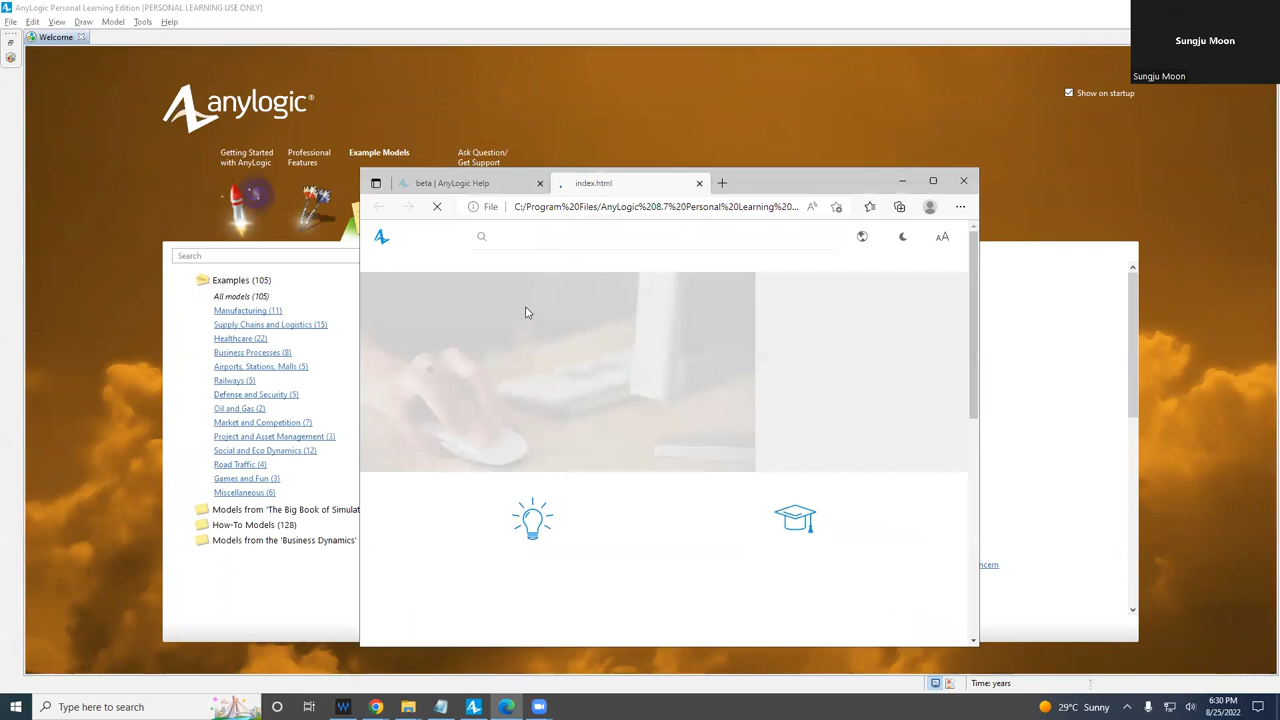 AnyLogic Personal Learning Edition [PERSONAL LEARNING USE ONLY]
File Edit View Draw Model Tools Help
Welcome
Sungju Moon
Sungju Moon
anylogic®
Show on startup
Getting Started
with AnyLogic
Professional
Features
Example Models
Ask Question/
Get Support
beta | AnyLogic Help
index.html
File
C:/Program%20Files/AnyLogic%208.7%20Personal%20Learning%20...
Search
Examples (105)
All models (105)
Manufacturing (11)
Supply Chains and Logistics (15)
Healthcare (22)
Business Processes (8)
Airports, Stations, Malls (5)
Railways (5)
Defense and Security (5)
Oil and Gas (2)
Market and Competition (7)
Project and Asset Management (3)
Social and Eco Dynamics (12)
Road Traffic (4)
Games and Fun (3)
Miscellaneous (6)
Models from 'The Big Book of Simulat
How-To Models (128)
Models from the 'Business Dynamics'
ncern
Time: years
Type here to search
29°C Sunny
6:30 PM
8/25/2022